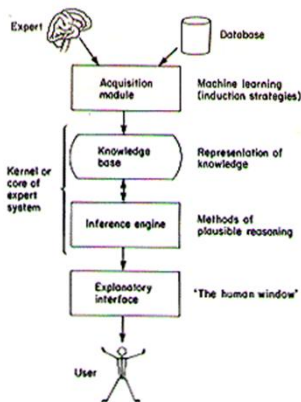 Expert
Database
Acquisition
module
Machine learning
(induction strategies)
Kernel or
core of
expert
system
Knowledge
base
Representation of
knowledge
Inference engine
Methods of
plausible reasoning
Explanatory
interface
"The human window"
User